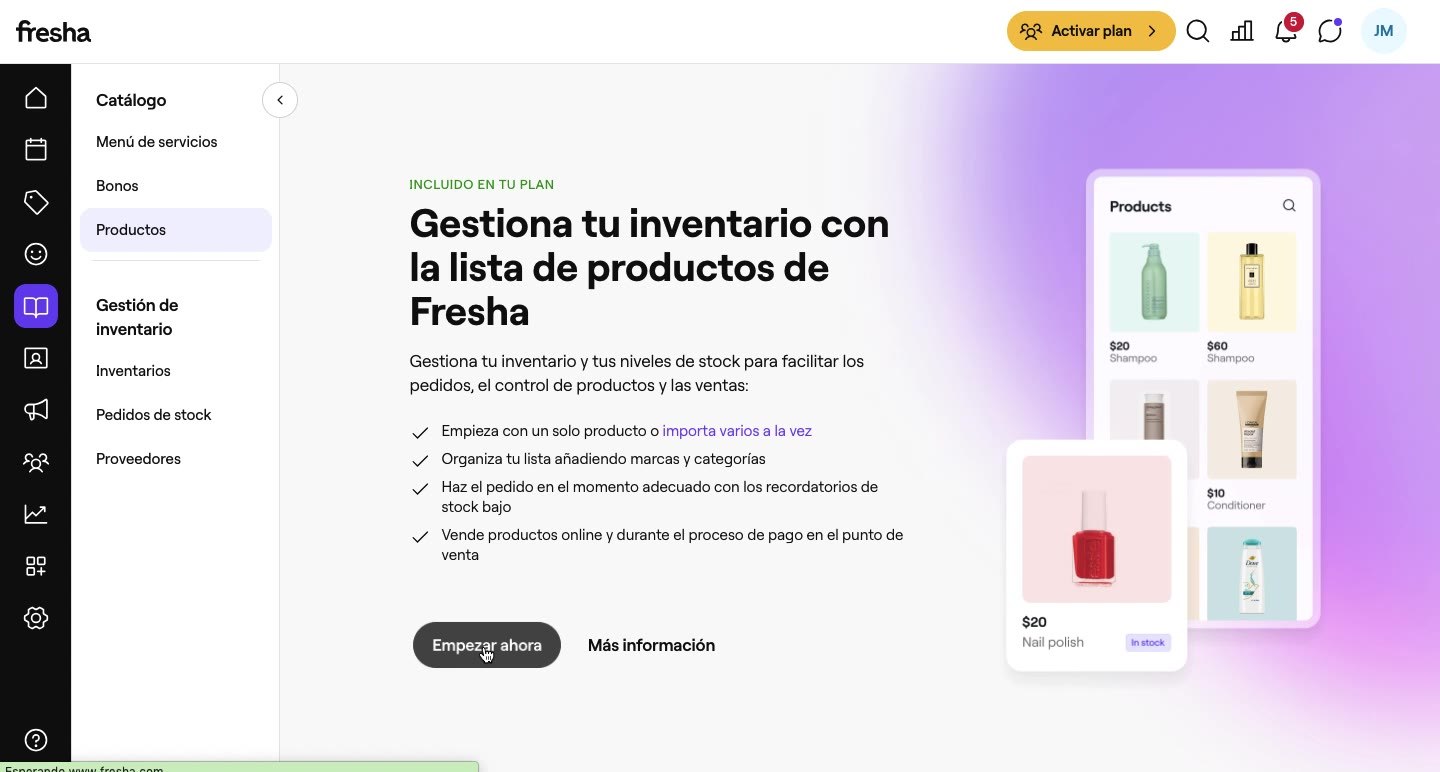 fresha
Activar plan
5
JM
Catálogo
Menú de servicios
Bonos
Productos
Gestión de
inventario
Inventarios
Pedidos de stock
Proveedores
INCLUIDO EN TU PLAN
Gestiona tu inventario con
la lista de productos de
Fresha
Gestiona tu inventario y tus niveles de stock para facilitar los
pedidos, el control de productos y las ventas:
Empieza con un solo producto o importa varios a la vez
Organiza tu lista añadiendo marcas y categorías
Haz el pedido en el momento adecuado con los recordatorios de
stock bajo
Vende productos online y durante el proceso de pago en el punto de
venta
Empezar ahora
Más información
Products
$20
Shampoo
$60
Shampoo
$10
Conditioner
Dove
$20
Nail polish
In stock
Esperando www.fresha.com